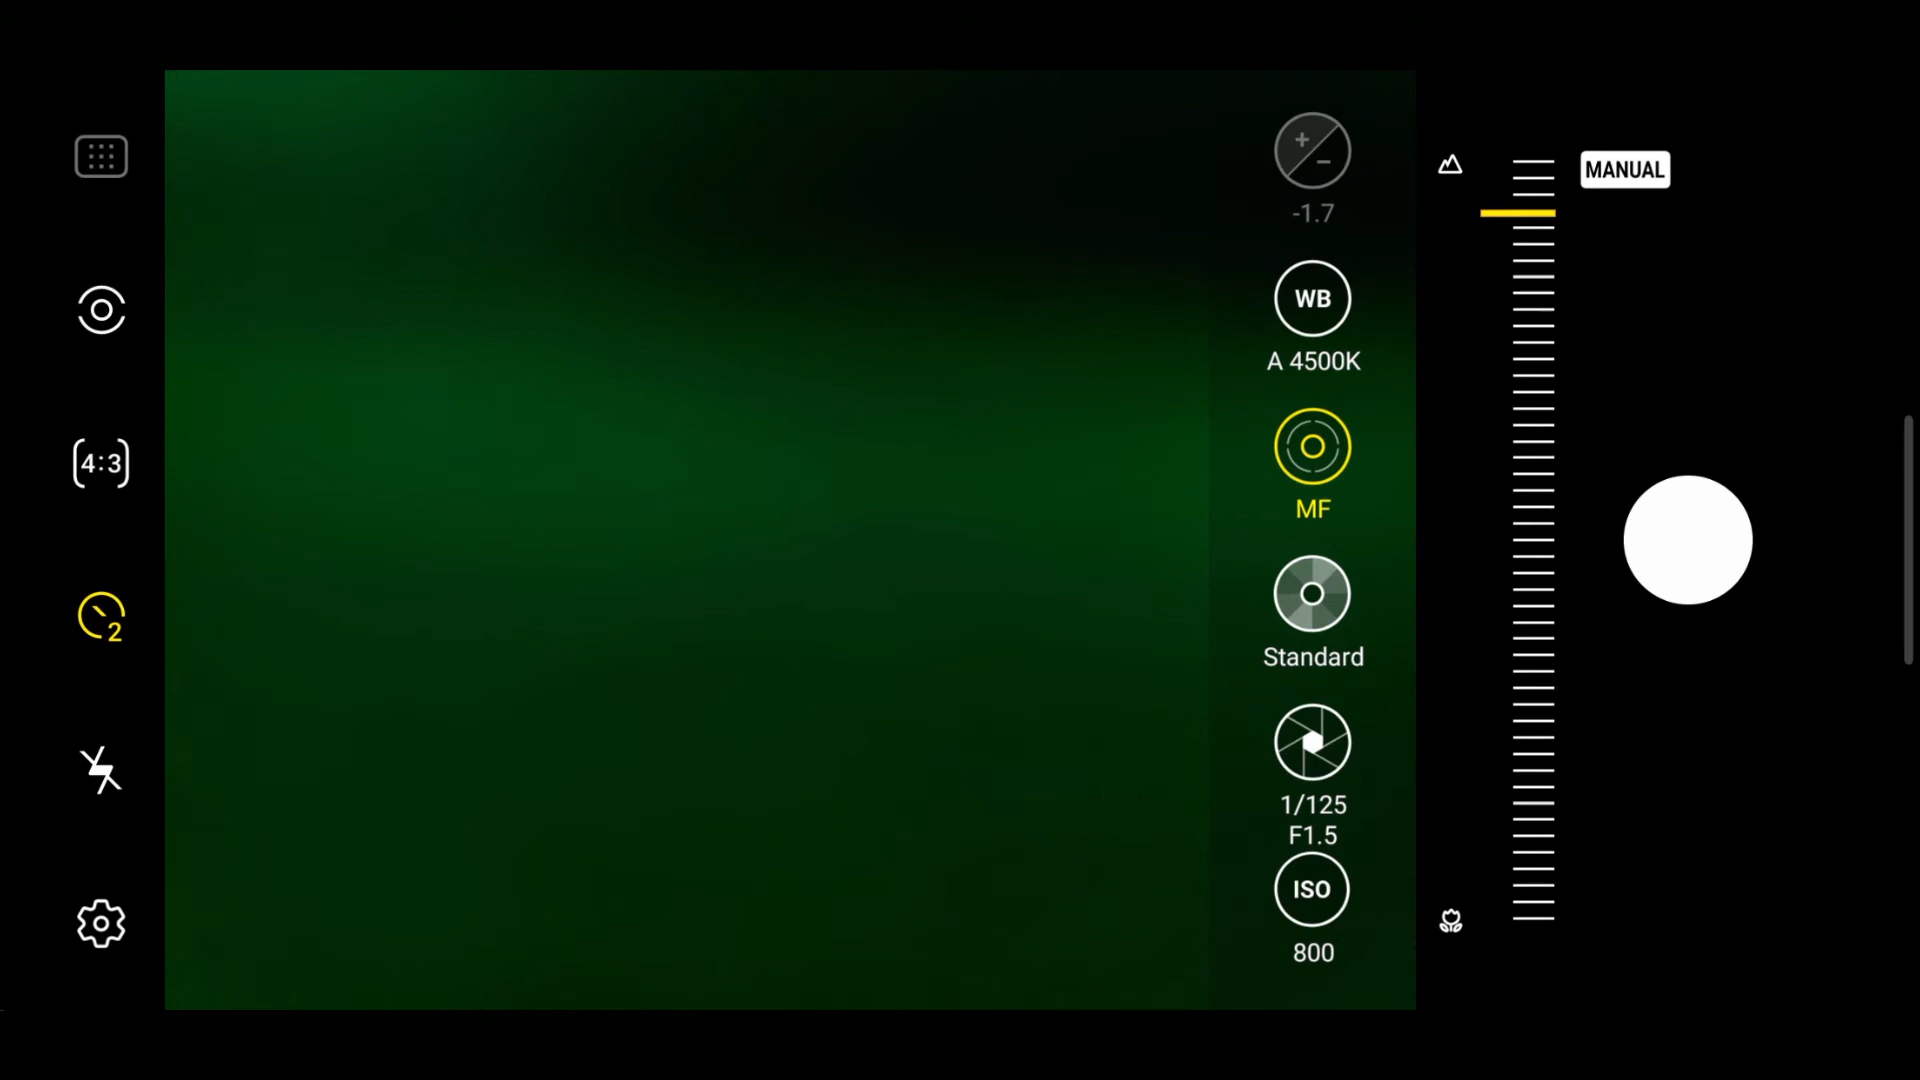 -1.7
MANUAL
WB
A 4500K
4:3
MF
2
Standard
1/125
F1.5
ISO
800